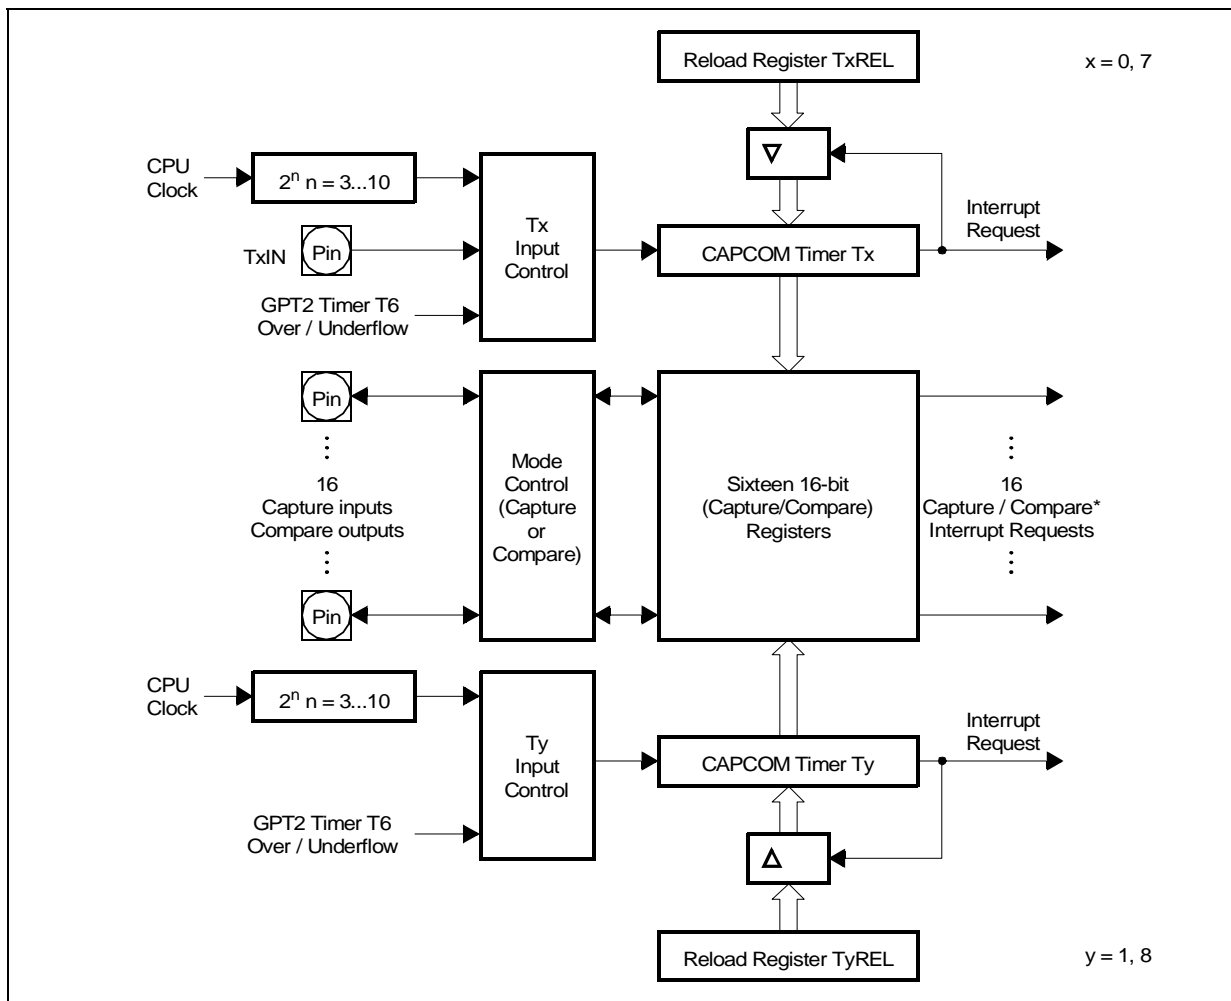 Reload Register TxREL
x = 0, 7
CPU
Clock
2ⁿ n = 3...10
Tx
Input
Control
Interrupt
Request
TxIN
Pin
CAPCOM Timer Tx
GPT2 Timer T6
Over / Underflow
Pin
16
Capture inputs
Compare outputs
Pin
Mode
Control
(Capture
or
Compare)
Sixteen 16-bit
(Capture/Compare)
Registers
16
Capture / Compare*
Interrupt Requests
CPU
Clock
2ⁿ n = 3...10
Ty
Input
Control
CAPCOM Timer Ty
Interrupt
Request
GPT2 Timer T6
Over / Underflow
Reload Register TyREL
y = 1, 8